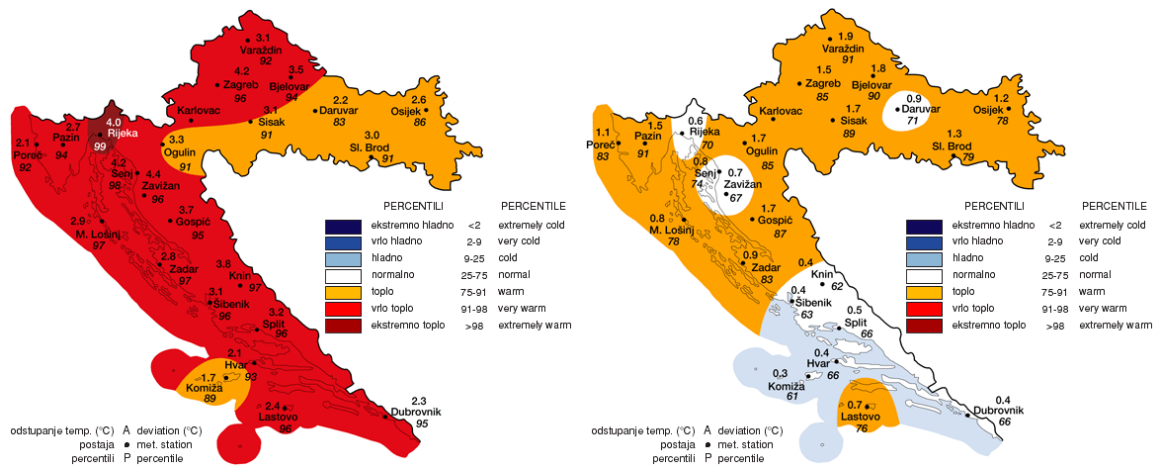 3.1
Varaždin
92
4.2
Zagreb
96
3.5
Bjelovar
94
Karlovac
3.1
Sisak
91
2.2
Daruvar
83
2.6
Osijek
86
3.0
Sl. Brod
91
3.3
Ogulin
91
4.0
Rijeka
99
2.7
Pazin
94
2.1
Poreč
92
4.2
Senj
98
4.4
Zavižan
96
2.9
M. Lošinj
97
3.7
Gospić
95
2.8
Zadar
97
3.8
Knin
97
3.1
Šibenik
96
3.2
Split
96
2.1
Hvar
93
1.7
Komiža
89
2.4
Lastovo
96
2.3
Dubrovnik
95
PERCENTILI PERCENTILE
ekstremno hladno <2 extremely cold
vrlo hladno 2-9 very cold
hladno 9-25 cold
normalno 25-75 normal
toplo 75-91 warm
vrlo toplo 91-98 very warm
ekstremno toplo >98 extremely warm
odstupanje temp. (°C) A deviation (°C)
postaja met. station
percentili P percentile
1.9
Varaždin
91
1.5
Zagreb
85
1.8
Bjelovar
90
Karlovac
1.7
Sisak
89
0.9
Daruvar
71
1.2
Osijek
78
1.3
Sl. Brod
79
1.7
Ogulin
85
0.6
Rijeka
70
1.5
Pazin
91
1.1
Poreč
83
0.8
Senj
74
0.7
Zavižan
67
0.8
M. Lošinj
78
1.7
Gospić
87
0.9
Zadar
83
0.4
Knin
62
0.4
Šibenik
63
0.5
Split
66
0.4
Hvar
66
0.3
Komiža
61
0.7
Lastovo
76
0.4
Dubrovnik
66
PERCENTILI PERCENTILE
ekstremno hladno <2 extremely cold
vrlo hladno 2-9 very cold
hladno 9-25 cold
normalno 25-75 normal
toplo 75-91 warm
vrlo toplo 91-98 very warm
ekstremno toplo >98 extremely warm
odstupanje temp. (°C) A deviation (°C)
postaja met. station
percentili P percentile